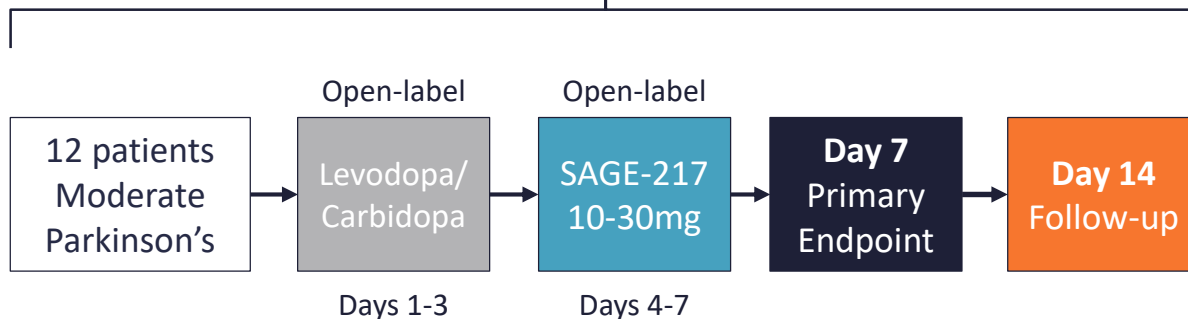 Open-label
Open-label
12 patients
Moderate
Parkinson’s
Levodopa/
Carbidopa
SAGE-217
10-30mg
Day 7
Primary
Endpoint
Day 14
Follow-up
Days 1-3
Days 4-7